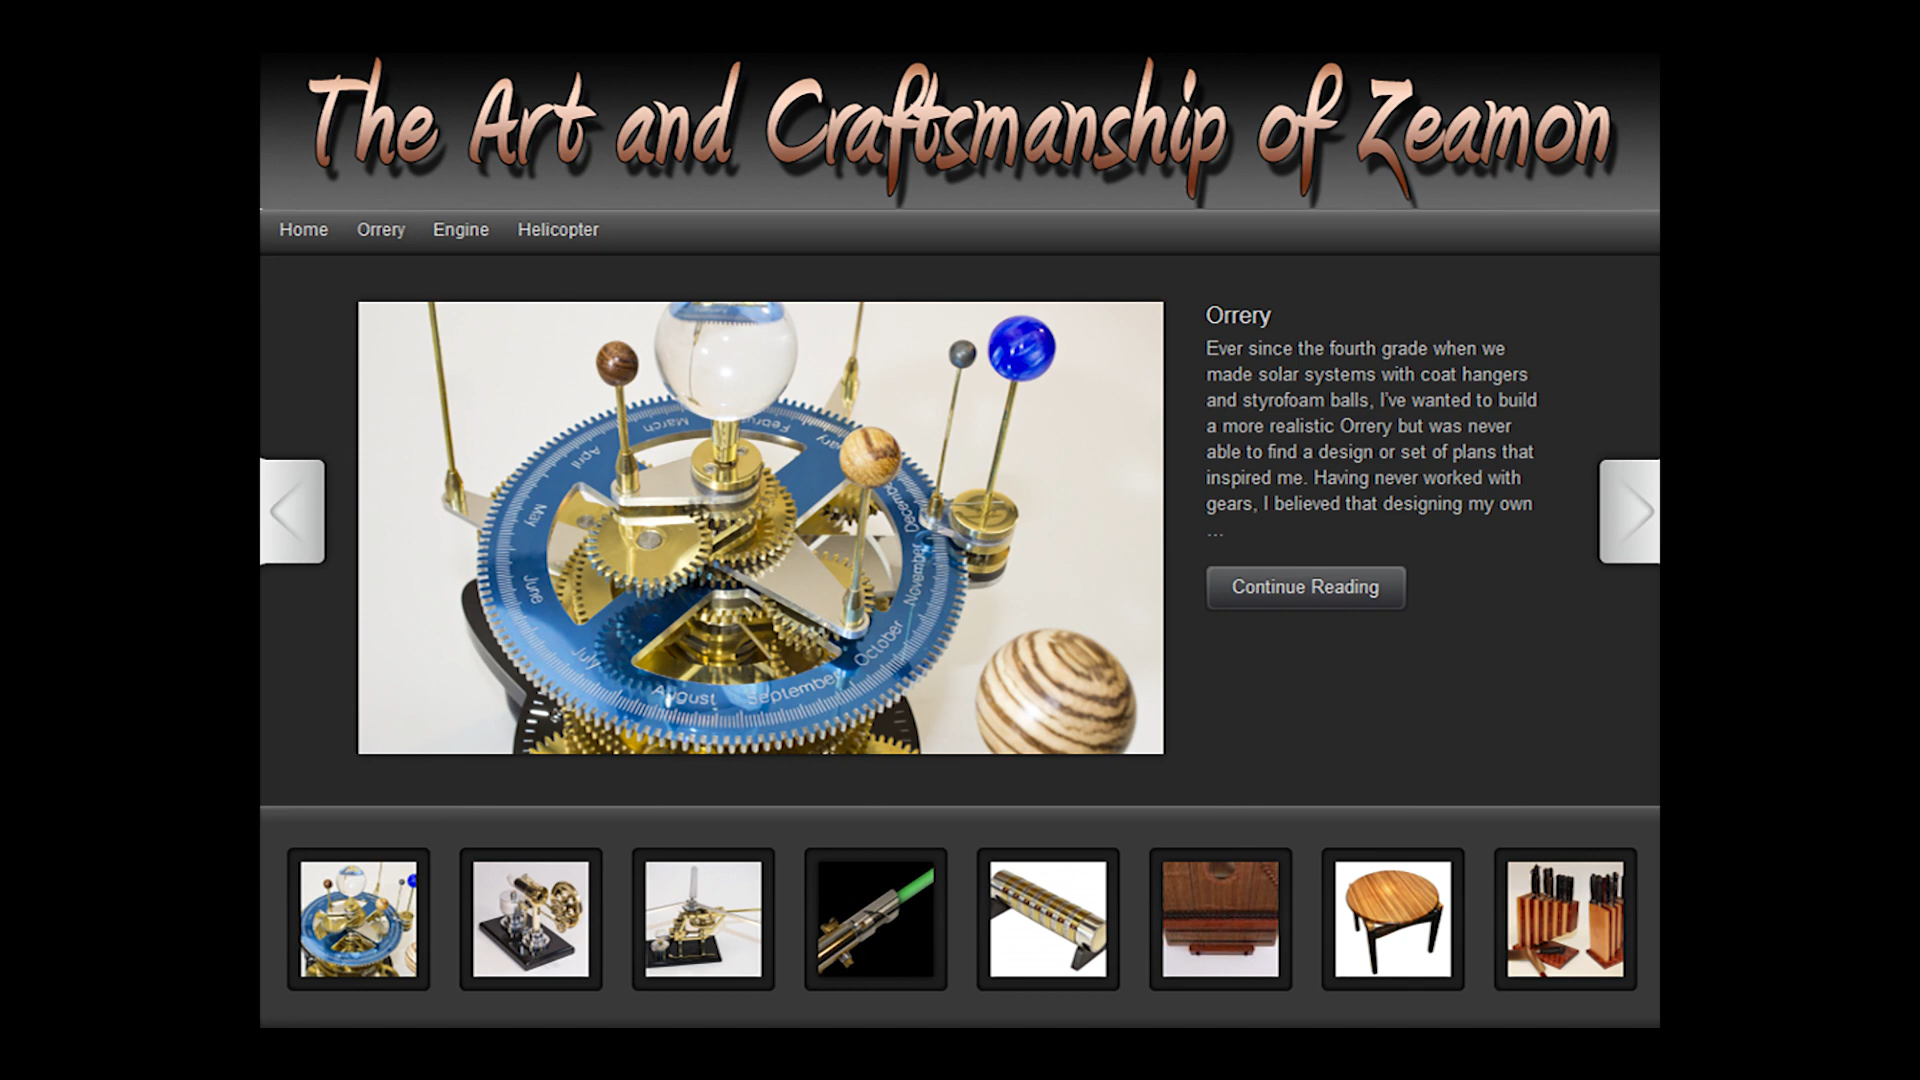 The Art and Craftsmanship of Zeamon
Home Orrery Engine Helicopter
Orrery
Ever since the fourth grade when we
made solar systems with coat hangers
and styrofoam balls, I've wanted to build
a more realistic Orrery but was never
able to find a design or set of plans that
inspired me. Having never worked with
gears, I believed that designing my own
...
Continue Reading
March
April
May
June
July
August
September
October
November
December